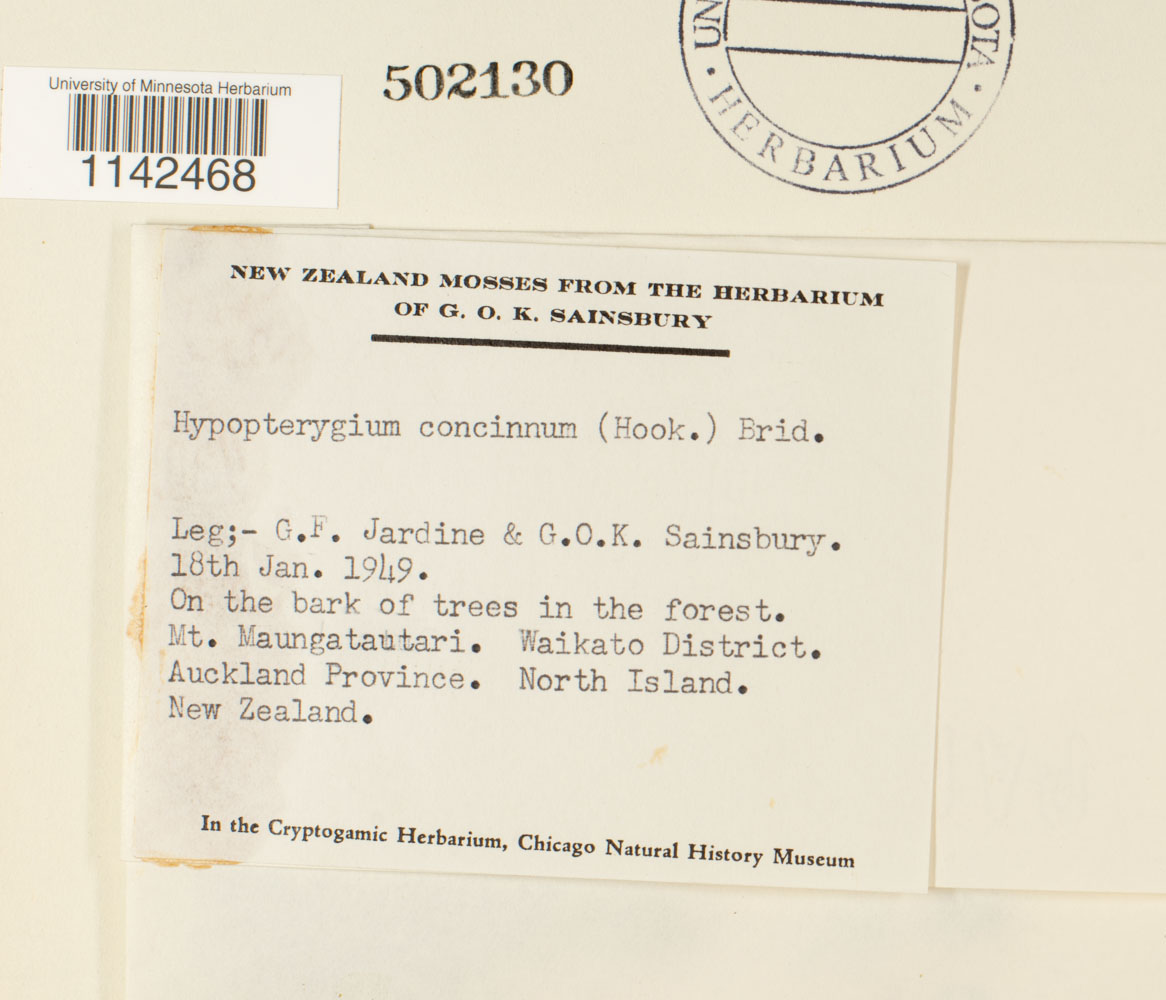 University of Minnesota Herbarium
1142468
502130
HERBARIUM
NEW ZEALAND MOSSES FROM THE HERBARIUM
OF G. O. K. SAINSBURY
Hypopterygium concinnum (Hook.) Brid.
Leg;- G.F. Jardine & G.O.K. Sainsbury.
18th Jan. 1949.
On the bark of trees in the forest.
Mt. Maungatautari. Waikato District.
Auckland Province. North Island.
New Zealand.
In the Cryptogamic Herbarium, Chicago Natural History Museum